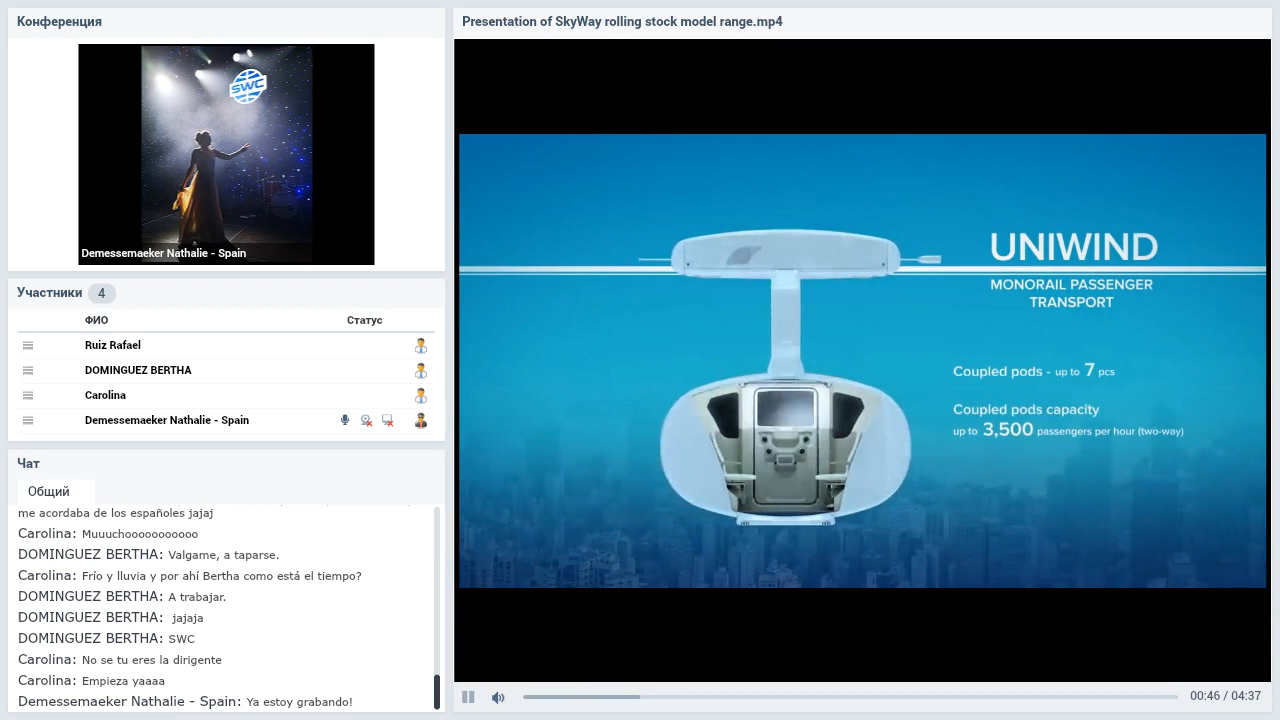 Конференция
SWC
Demessemaeker Nathalie - Spain
Участники 4
ФИО Статус
Ruiz Rafael
DOMINGUEZ BERTHA
Carolina
Demessemaeker Nathalie - Spain
Чат
Общий
me acordaba de los españoles jajaj
Carolina: Muuuchooooooooooo
DOMINGUEZ BERTHA: Valgame, a taparse.
Carolina: Frío y lluvia y por ahí Bertha como está el tiempo?
DOMINGUEZ BERTHA: A trabajar.
DOMINGUEZ BERTHA: jajaja
DOMINGUEZ BERTHA: SWC
Carolina: No se tu eres la dirigente
Carolina: Empieza yaaaa
Demessemaeker Nathalie - Spain: Ya estoy grabando!
Presentation of SkyWay rolling stock model range.mp4
UNIWIND
MONORAIL PASSENGER
TRANSPORT
Coupled pods - up to 7 pcs
Coupled pods capacity
up to 3,500 passengers per hour (two-way)
00:46 / 04:37